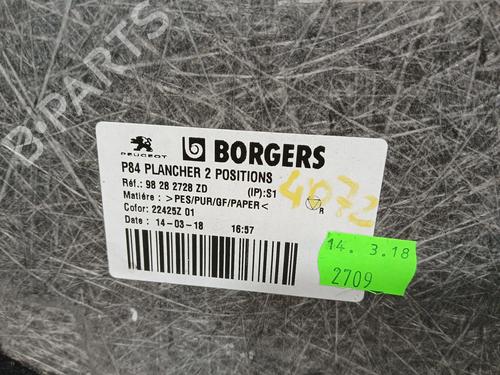 B-PARTS
PEUGEOT BORGERS
P84 PLANCHER 2 POSITIONS
Réf.: 98 28 2728 ZD (IP):S1
Matière : >PES/PUR/GF/PAPER<
Cofor: 22425Z 01
Date : 14-03-18 16:57
R
4072
14. 3.18
2709